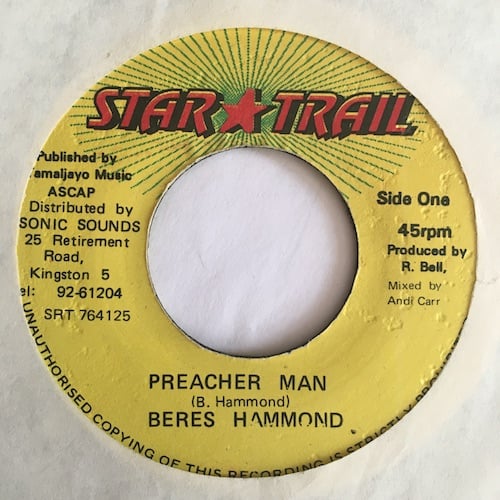 STAR TRAIL
Published by
amaljayo Music
ASCAP
Distributed by
SONIC SOUNDS
25 Retirement
Road,
Kingston 5
el: 92-61204
SRT 764125
Side One
45rpm
Produced by
R. Bell,
Mixed by
Andi Carr
PREACHER MAN
(B. Hammond)
BERES HAMMOND
UNAUTHORISED COPYING OF THIS RECORDING IS STRICTLY